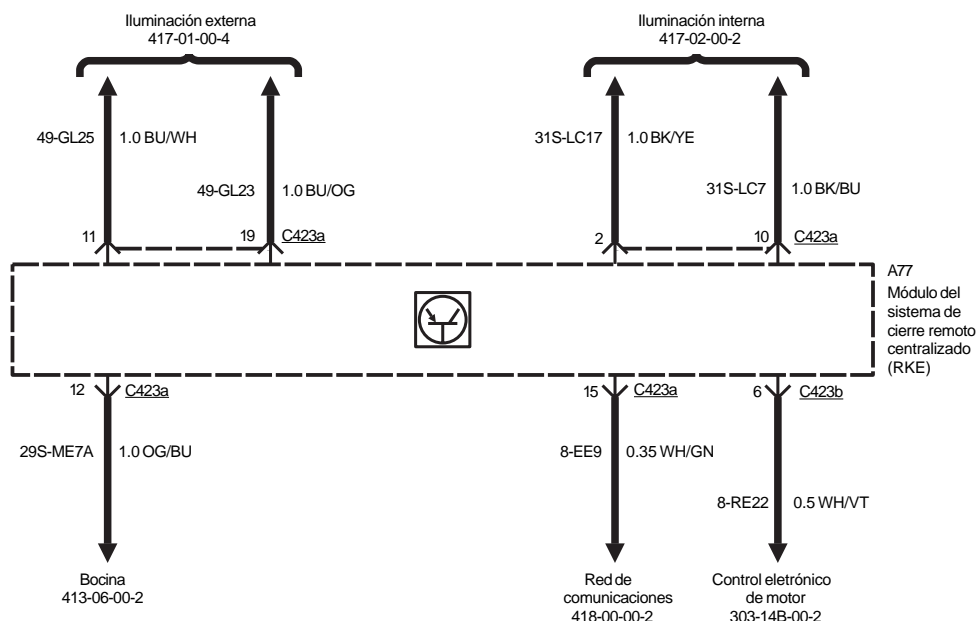 Iluminación externa
417-01-00-4
Iluminación interna
417-02-00-2
49-GL25 1.0 BU/WH
31S-LC17 1.0 BK/YE
49-GL23 1.0 BU/OG
31S-LC7 1.0 BK/BU
11 19 C423a
2 10 C423a
A77
Módulo del
sistema de
cierre remoto
centralizado
(RKE)
12 C423a
15 C423a
6 C423b
29S-ME7A 1.0 OG/BU
8-EE9 0.35 WH/GN
8-RE22 0.5 WH/VT
Bocina
413-06-00-2
Red de
comunicaciones
418-00-00-2
Control eletrónico
de motor
303-14B-00-2